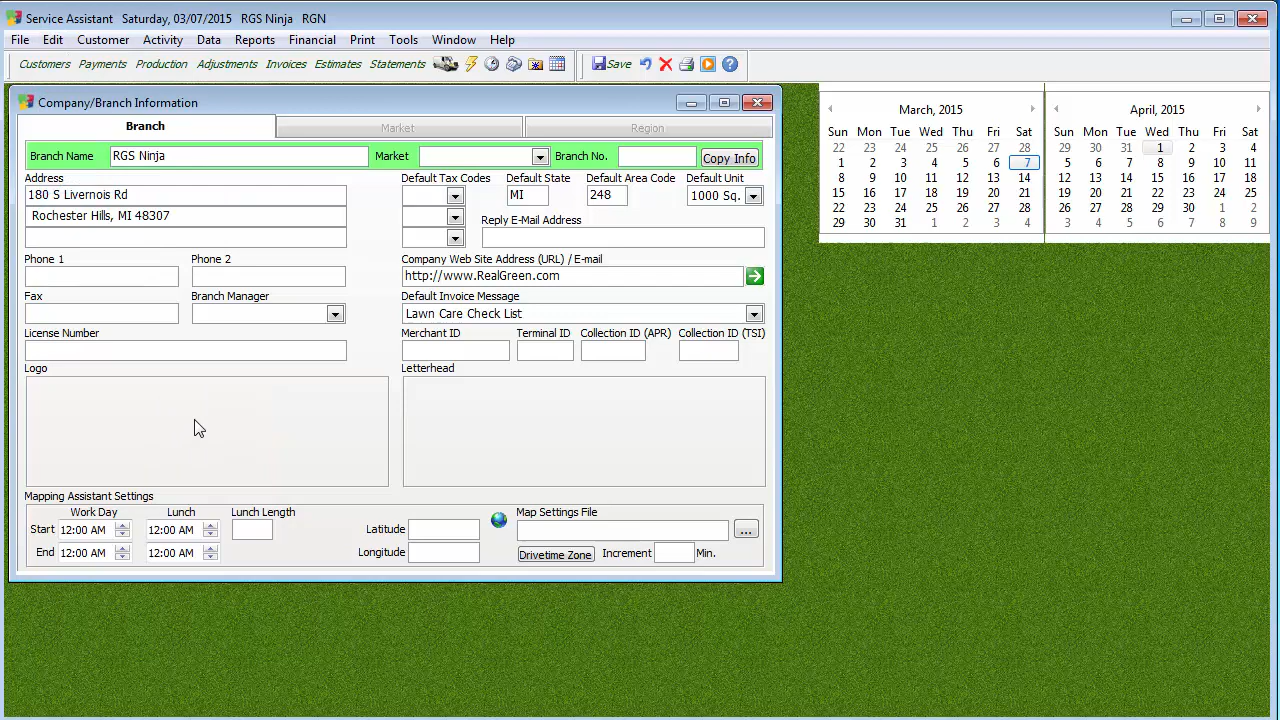 Service Assistant Saturday, 03/07/2015 RGS Ninja RGN
File Edit Customer Activity Data Reports Financial Print Tools Window Help
Customers Payments Production Adjustments Invoices Estimates Statements Save
Company/Branch Information
Branch Market Region
Branch Name RGS Ninja Market Branch No. Copy Info
Address Default Tax Codes Default State Default Area Code Default Unit
180 S Livernois Rd MI 248 1000 Sq.
Rochester Hills, MI 48307 Reply E-Mail Address
Phone 1 Phone 2 Company Web Site Address (URL) / E-mail
http://www.RealGreen.com
Fax Branch Manager Default Invoice Message
Lawn Care Check List
License Number Merchant ID Terminal ID Collection ID (APR) Collection ID (TSI)
Logo Letterhead
Mapping Assistant Settings
Work Day Lunch Lunch Length Map Settings File
Start 12:00 AM 12:00 AM Latitude ...
End 12:00 AM 12:00 AM Longitude Drivetime Zone Increment Min.
March, 2015
Sun Mon Tue Wed Thu Fri Sat
22 23 24 25 26 27 28
1 2 3 4 5 6 7
8 9 10 11 12 13 14
15 16 17 18 19 20 21
22 23 24 25 26 27 28
29 30 31 1 2 3 4
April, 2015
Sun Mon Tue Wed Thu Fri Sat
29 30 31 1 2 3 4
5 6 7 8 9 10 11
12 13 14 15 16 17 18
19 20 21 22 23 24 25
26 27 28 29 30 1 2
3 4 5 6 7 8 9